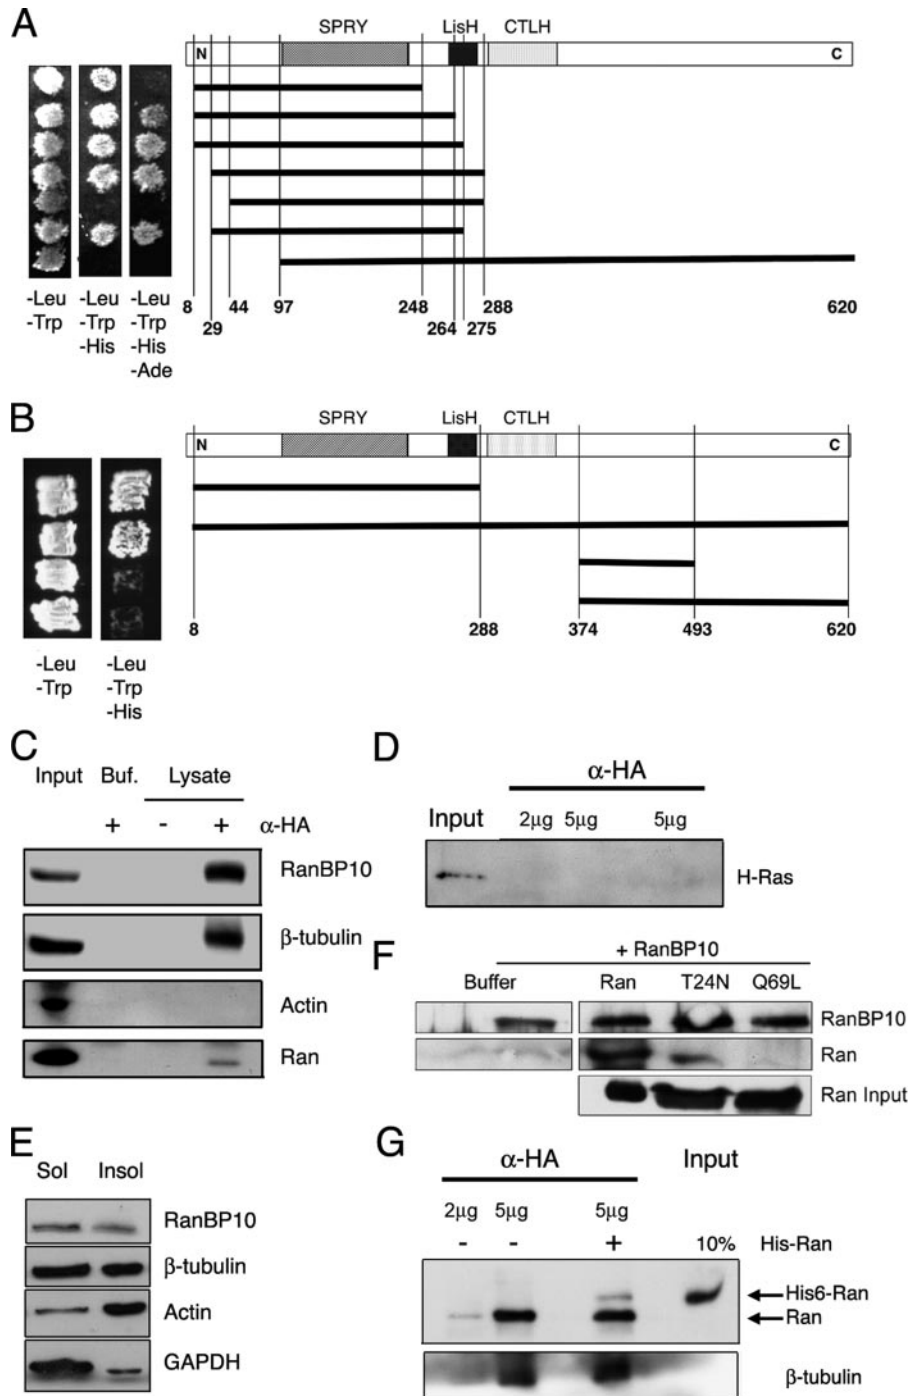 A
SPRY LisH CTLH
N C
-Leu -Leu -Leu
-Trp -Trp -Trp
-His -His
-Ade
8 44 97 248 288 620
29 264 275
B
SPRY LisH CTLH
N C
8 288 374 493 620
-Leu -Leu
-Trp -Trp
-His
C
Input Buf. Lysate
+ - + α-HA
RanBP10
β-tubulin
Actin
Ran
D
α-HA
Input 2µg 5µg 5µg
H-Ras
F
+ RanBP10
Buffer Ran T24N Q69L
RanBP10
Ran
Ran Input
E
Sol Insol
RanBP10
β-tubulin
Actin
GAPDH
G
α-HA Input
2µg 5µg 5µg
- - + 10% His-Ran
His6-Ran
Ran
β-tubulin